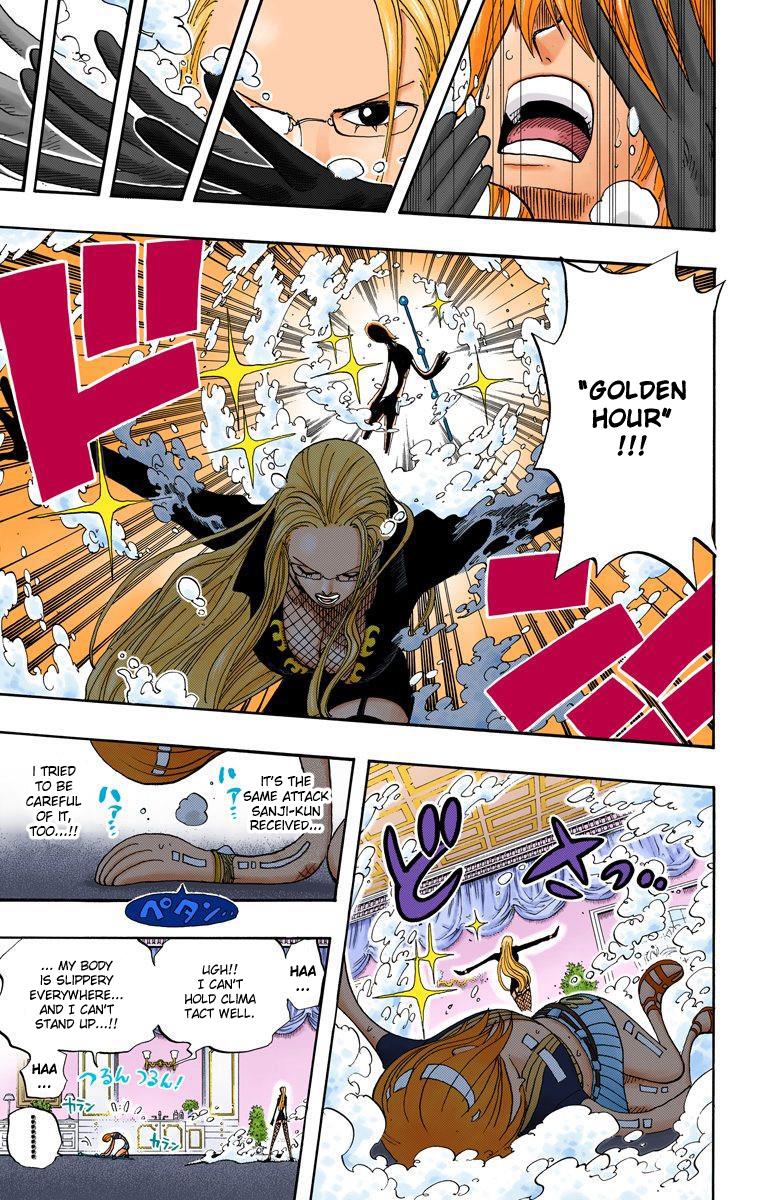 "GOLDEN
HOUR"
!!!
ドドン
どさっ..
IT'S THE
SAME ATTACK
SANJI-KUN
RECEIVED...
ハァ...
ハァ...
I TRIED
TO BE
CAREFUL
OF IT,
TOO...!!
ペタン...
HAA
...
UGH!!
I CAN'T
HOLD CLIMA
TACT WELL.
... MY BODY
IS SLIPPERY
EVERYWHERE...
AND I CAN'T
STAND UP...!!
つるんつるん!
カラン
カラン
HAA
...